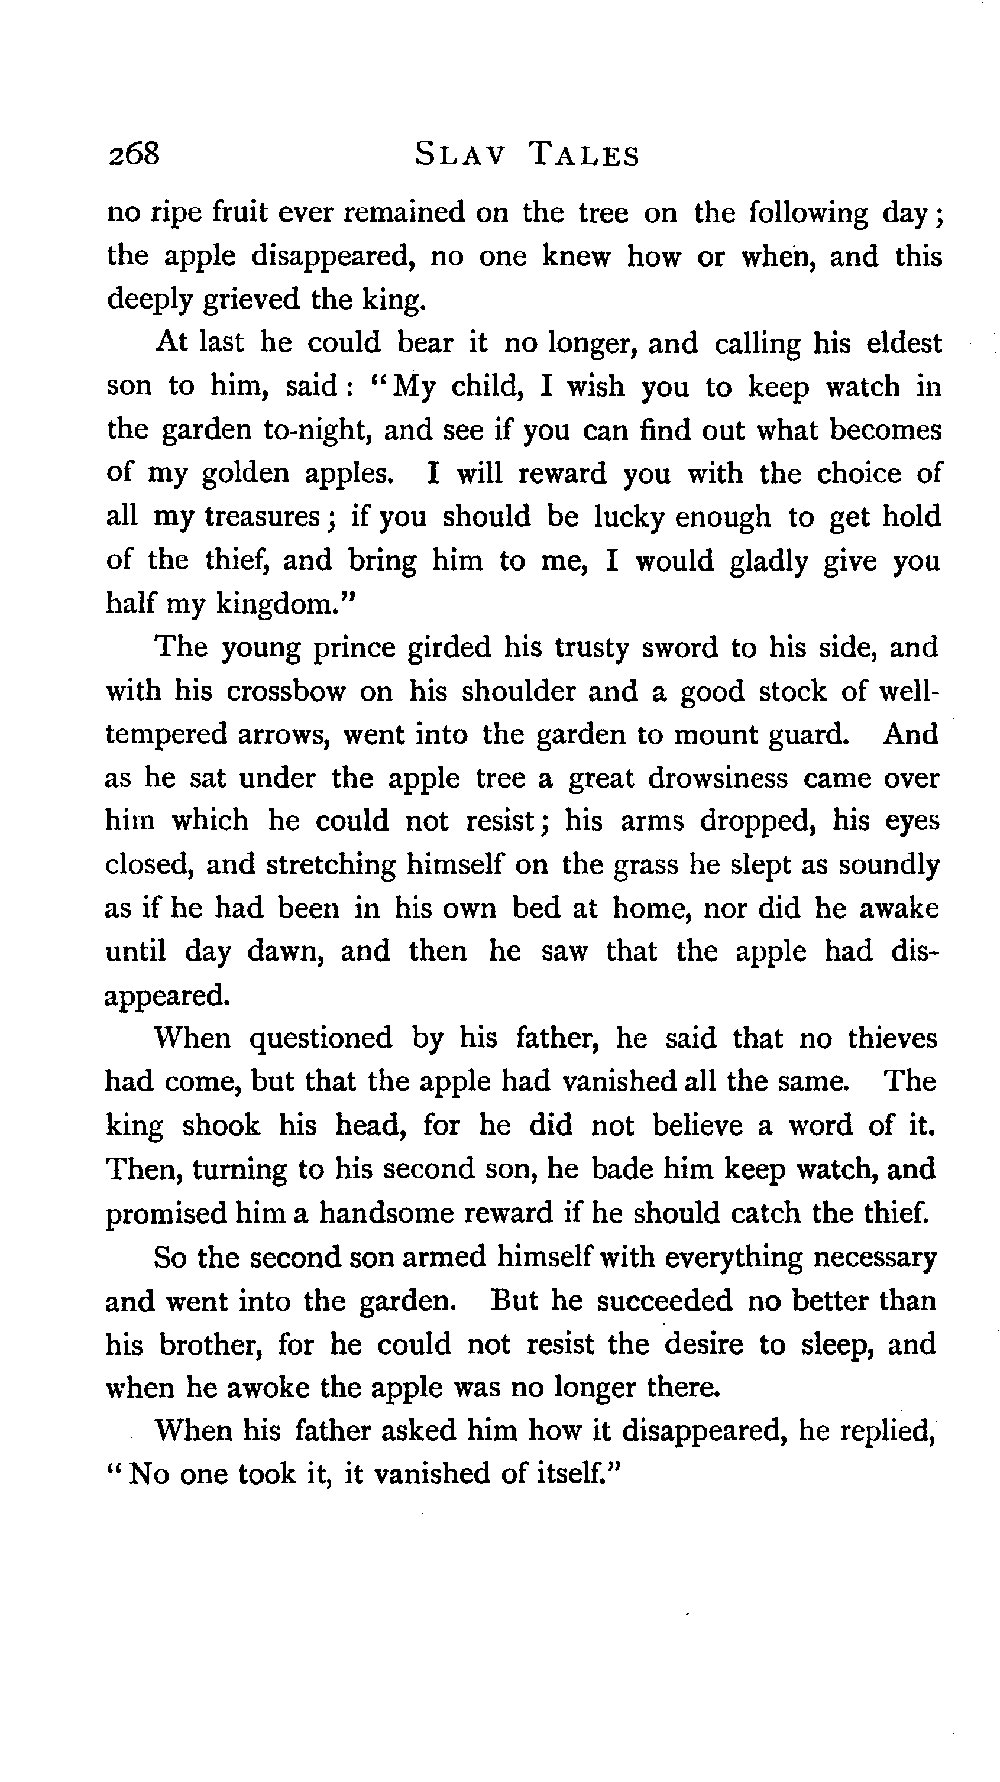 268 SLAV TALES
no ripe fruit ever remained on the tree on the following day;
the apple disappeared, no one knew how or when, and this
deeply grieved the king.
At last he could bear it no longer, and calling his eldest
son to him, said: "My child, I wish you to keep watch in
the garden to-night, and see if you can find out what becomes
of my golden apples. I will reward you with the choice of
all my treasures; if you should be lucky enough to get hold
of the thief, and bring him to me, I would gladly give you
half my kingdom."
The young prince girded his trusty sword to his side, and
with his crossbow on his shoulder and a good stock of well-
tempered arrows, went into the garden to mount guard. And
as he sat under the apple tree a great drowsiness came over
him which he could not resist; his arms dropped, his eyes
closed, and stretching himself on the grass he slept as soundly
as if he had been in his own bed at home, nor did he awake
until day dawn, and then he saw that the apple had dis-
appeared.
When questioned by his father, he said that no thieves
had come, but that the apple had vanished all the same. The
king shook his head, for he did not believe a word of it.
Then, turning to his second son, he bade him keep watch, and
promised him a handsome reward if he should catch the thief.
So the second son armed himself with everything necessary
and went into the garden. But he succeeded no better than
his brother, for he could not resist the desire to sleep, and
when he awoke the apple was no longer there.
When his father asked him how it disappeared, he replied,
"No one took it, it vanished of itself."